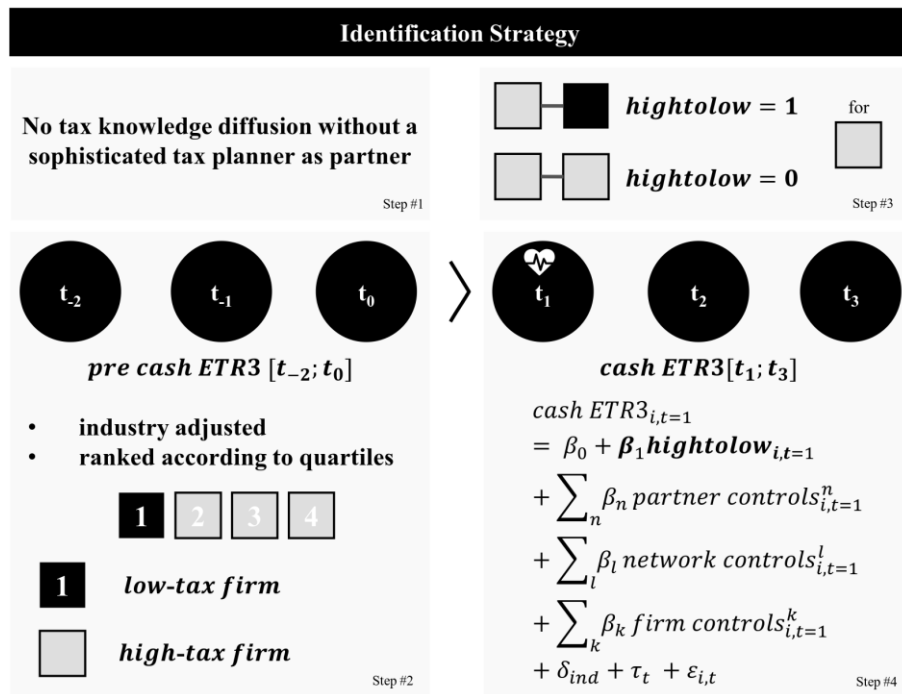 Identification Strategy
No tax knowledge diffusion without a
sophisticated tax planner as partner
Step #1
t₋₂
t₋₁
t₀
pre cash ETR3 [t₋₂; t₀]
• industry adjusted
• ranked according to quartiles
1 2 3 4
1 low-tax firm
high-tax firm
Step #2
hightolow = 1
for
hightolow = 0
Step #3
>
t₁
t₂
t₃
cash ETR3[t₁; t₃]
cash ETR3ᵢ,ₜ₌₁
= β₀ + β₁hightolowᵢ,ₜ₌₁
+ ∑ₙ βₙ partner controlsⁿᵢ,ₜ₌₁
+ ∑ₗ βₗ network controlsˡᵢ,ₜ₌₁
+ ∑ₖ βₖ firm controlsᵏᵢ,ₜ₌₁
+ δ_ind + τₜ + εᵢ,ₜ
Step #4